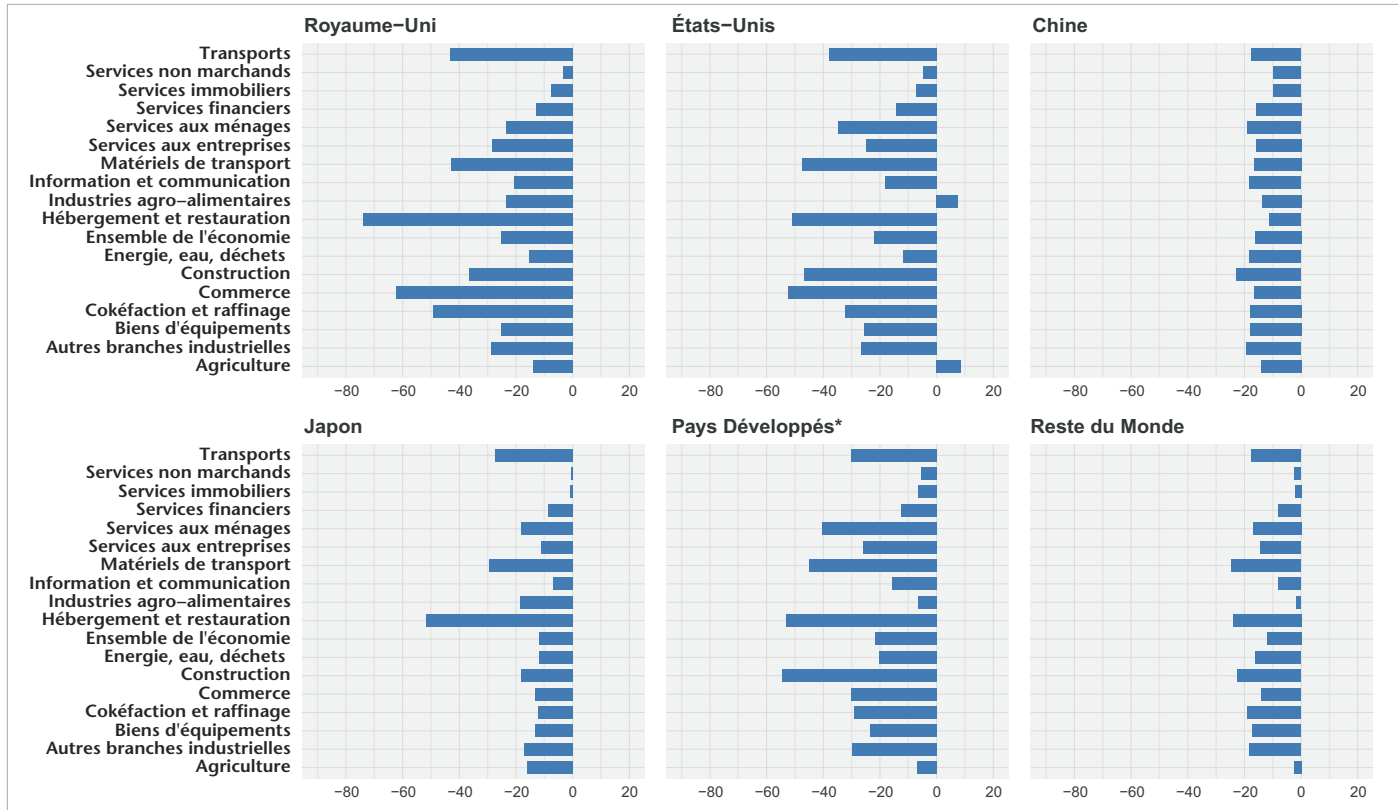 Royaume−Uni États−Unis Chine
Transports
Services non marchands
Services immobiliers
Services financiers
Services aux ménages
Services aux entreprises
Matériels de transport
Information et communication
Industries agro−alimentaires
Hébergement et restauration
Ensemble de l'économie
Energie, eau, déchets
Construction
Commerce
Cokéfaction et raffinage
Biens d'équipements
Autres branches industrielles
Agriculture
−80 −60 −40 −20 0 20 −80 −60 −40 −20 0 20 −80 −60 −40 −20 0 20
Japon Pays Développés* Reste du Monde
Transports
Services non marchands
Services immobiliers
Services financiers
Services aux ménages
Services aux entreprises
Matériels de transport
Information et communication
Industries agro−alimentaires
Hébergement et restauration
Ensemble de l'économie
Energie, eau, déchets
Construction
Commerce
Cokéfaction et raffinage
Biens d'équipements
Autres branches industrielles
Agriculture
−80 −60 −40 −20 0 20 −80 −60 −40 −20 0 20 −80 −60 −40 −20 0 20